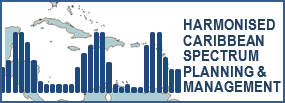 HARMONISED
CARIBBEAN
SPECTRUM
PLANNING &
MANAGEMENT